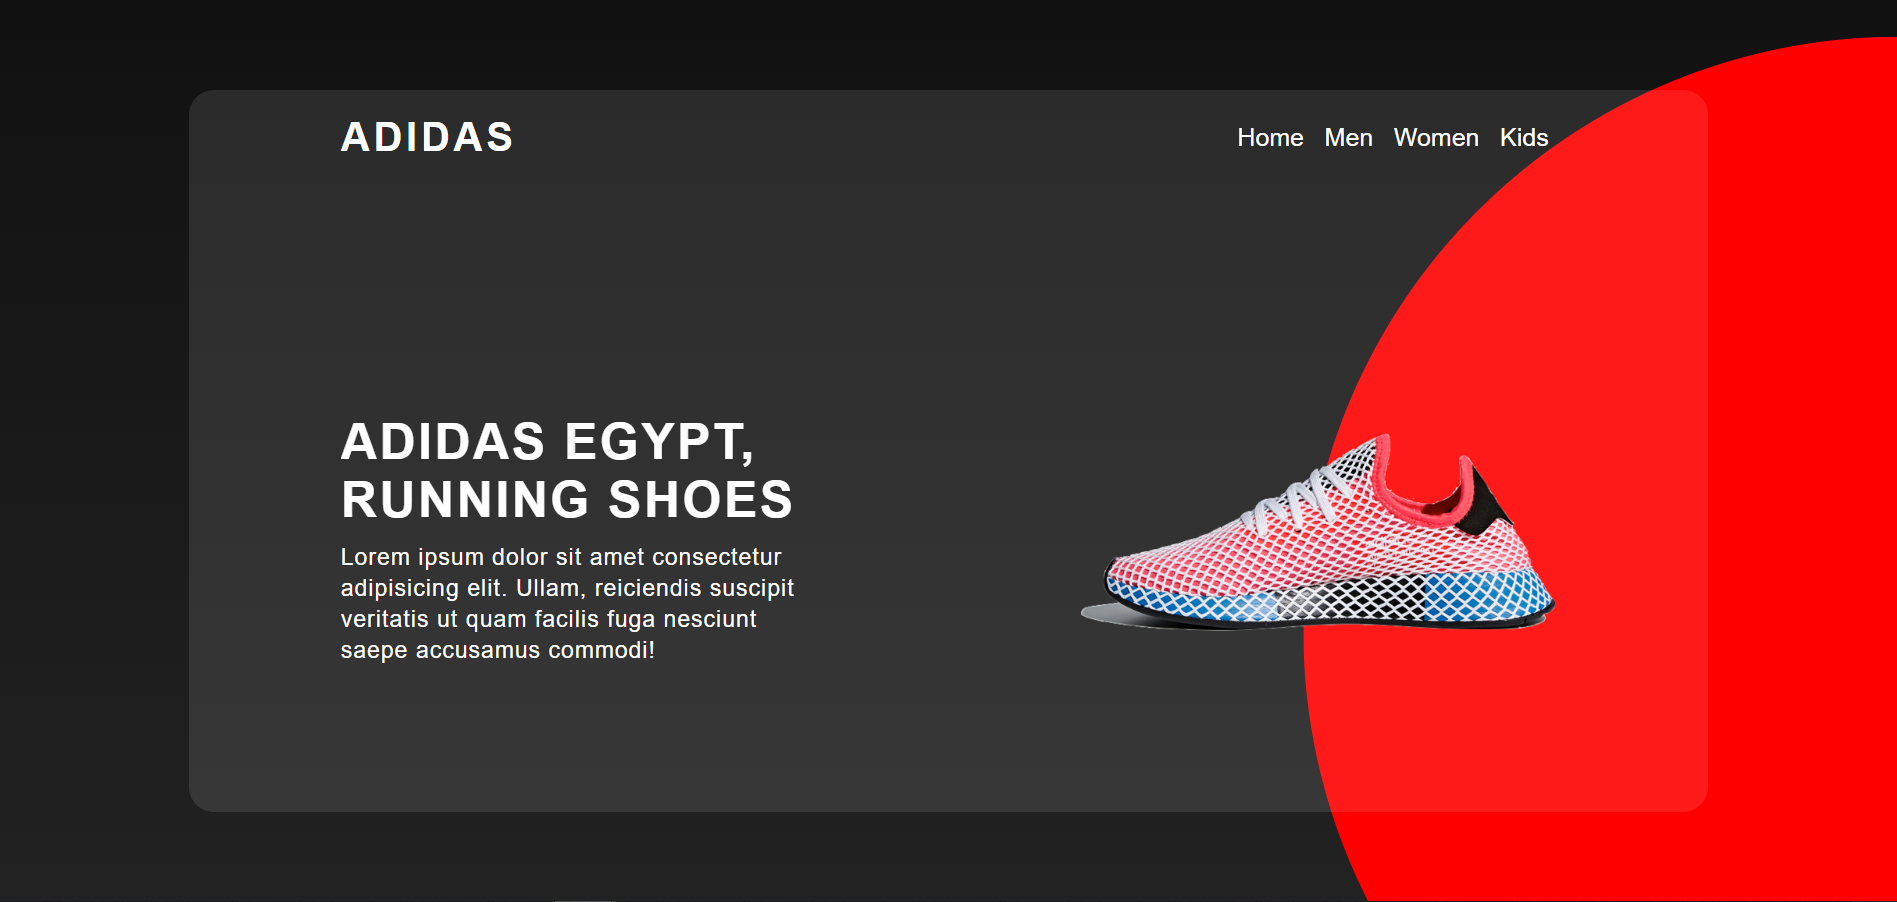 ADIDAS
Home Men Women Kids
ADIDAS EGYPT,
RUNNING SHOES
Lorem ipsum dolor sit amet consectetur
adipisicing elit. Ullam, reiciendis suscipit
veritatis ut quam facilis fuga nesciunt
saepe accusamus commodi!